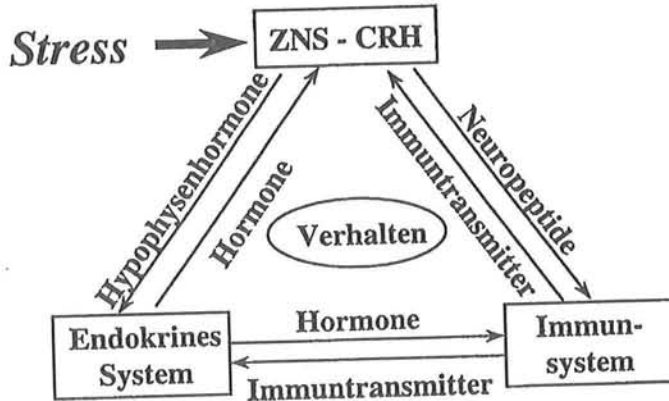 Stress
ZNS - CRH
Hypophysenhormone
Hormone
Immuntransmitter
Neuropeptide
Verhalten
Endokrines
System
Hormone
Immuntransmitter
Immun-
system